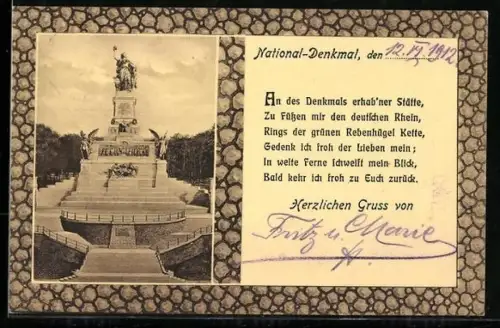 National-Denkmal, den 12. VI. 1912
An des Denkmals erhab'ner Stätte,
Zu Füßen mir den deutschen Rhein,
Rings der grünen Rebenhügel Kette,
Gedenk ich froh der Lieben mein;
In weite Ferne schweift mein Blick,
Bald kehr ich froh zu Euch zurück.
Herzlichen Gruss von
Fritz u. Marie